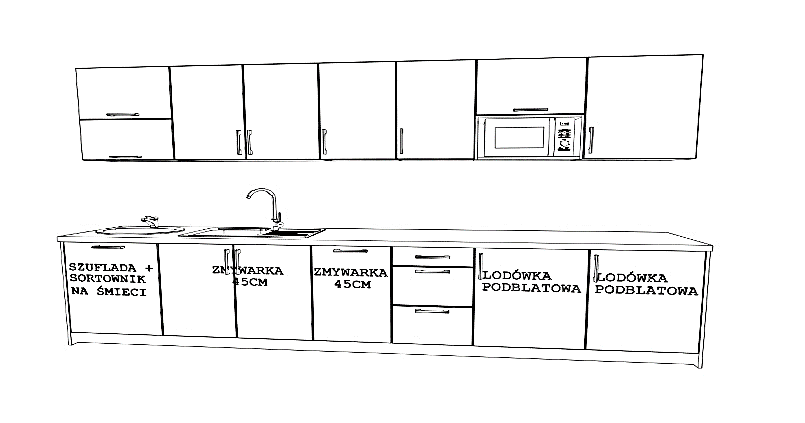 SZUFLADA +
SORTOWNIK
NA ŚMIECI
ZMYWARKA
45CM
ZMYWARKA
45CM
LODÓWKA
PODBLATOWA
LODÓWKA
PODBLATOWA